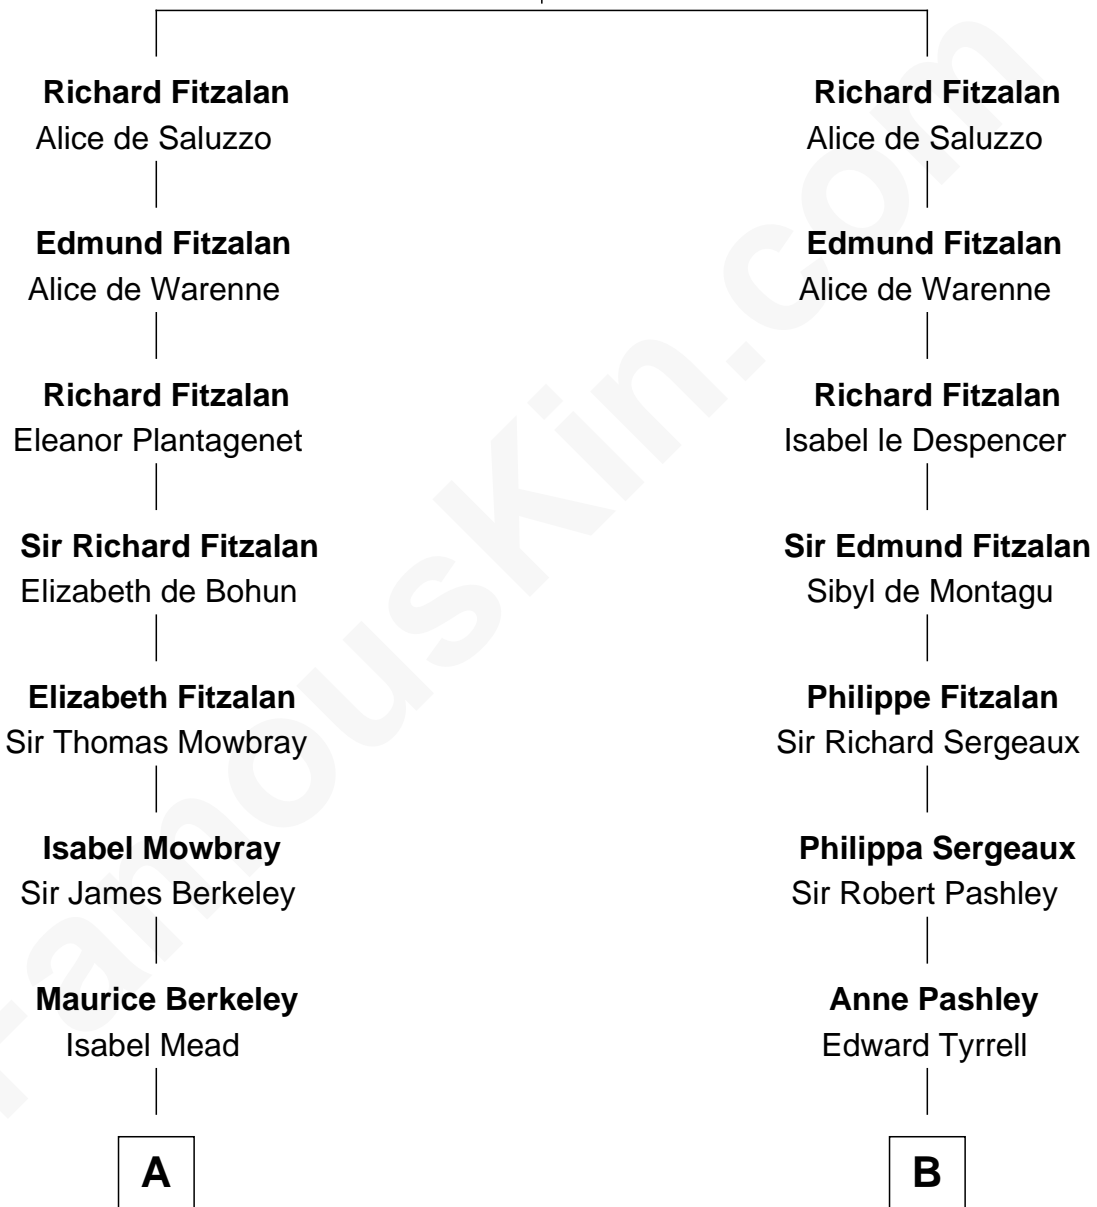 Richard Fitzalan
Alice de Saluzzo
Edmund Fitzalan
Alice de Warenne
Richard Fitzalan
Eleanor Plantagenet
Sir Richard Fitzalan
Elizabeth de Bohun
Elizabeth Fitzalan
Sir Thomas Mowbray
Isabel Mowbray
Sir James Berkeley
Maurice Berkeley
Isabel Mead
A
Richard Fitzalan
Alice de Saluzzo
Edmund Fitzalan
Alice de Warenne
Richard Fitzalan
Isabel le Despencer
Sir Edmund Fitzalan
Sibyl de Montagu
Philippe Fitzalan
Sir Richard Sergeaux
Philippa Sergeaux
Sir Robert Pashley
Anne Pashley
Edward Tyrrell
B
FamousKin.com